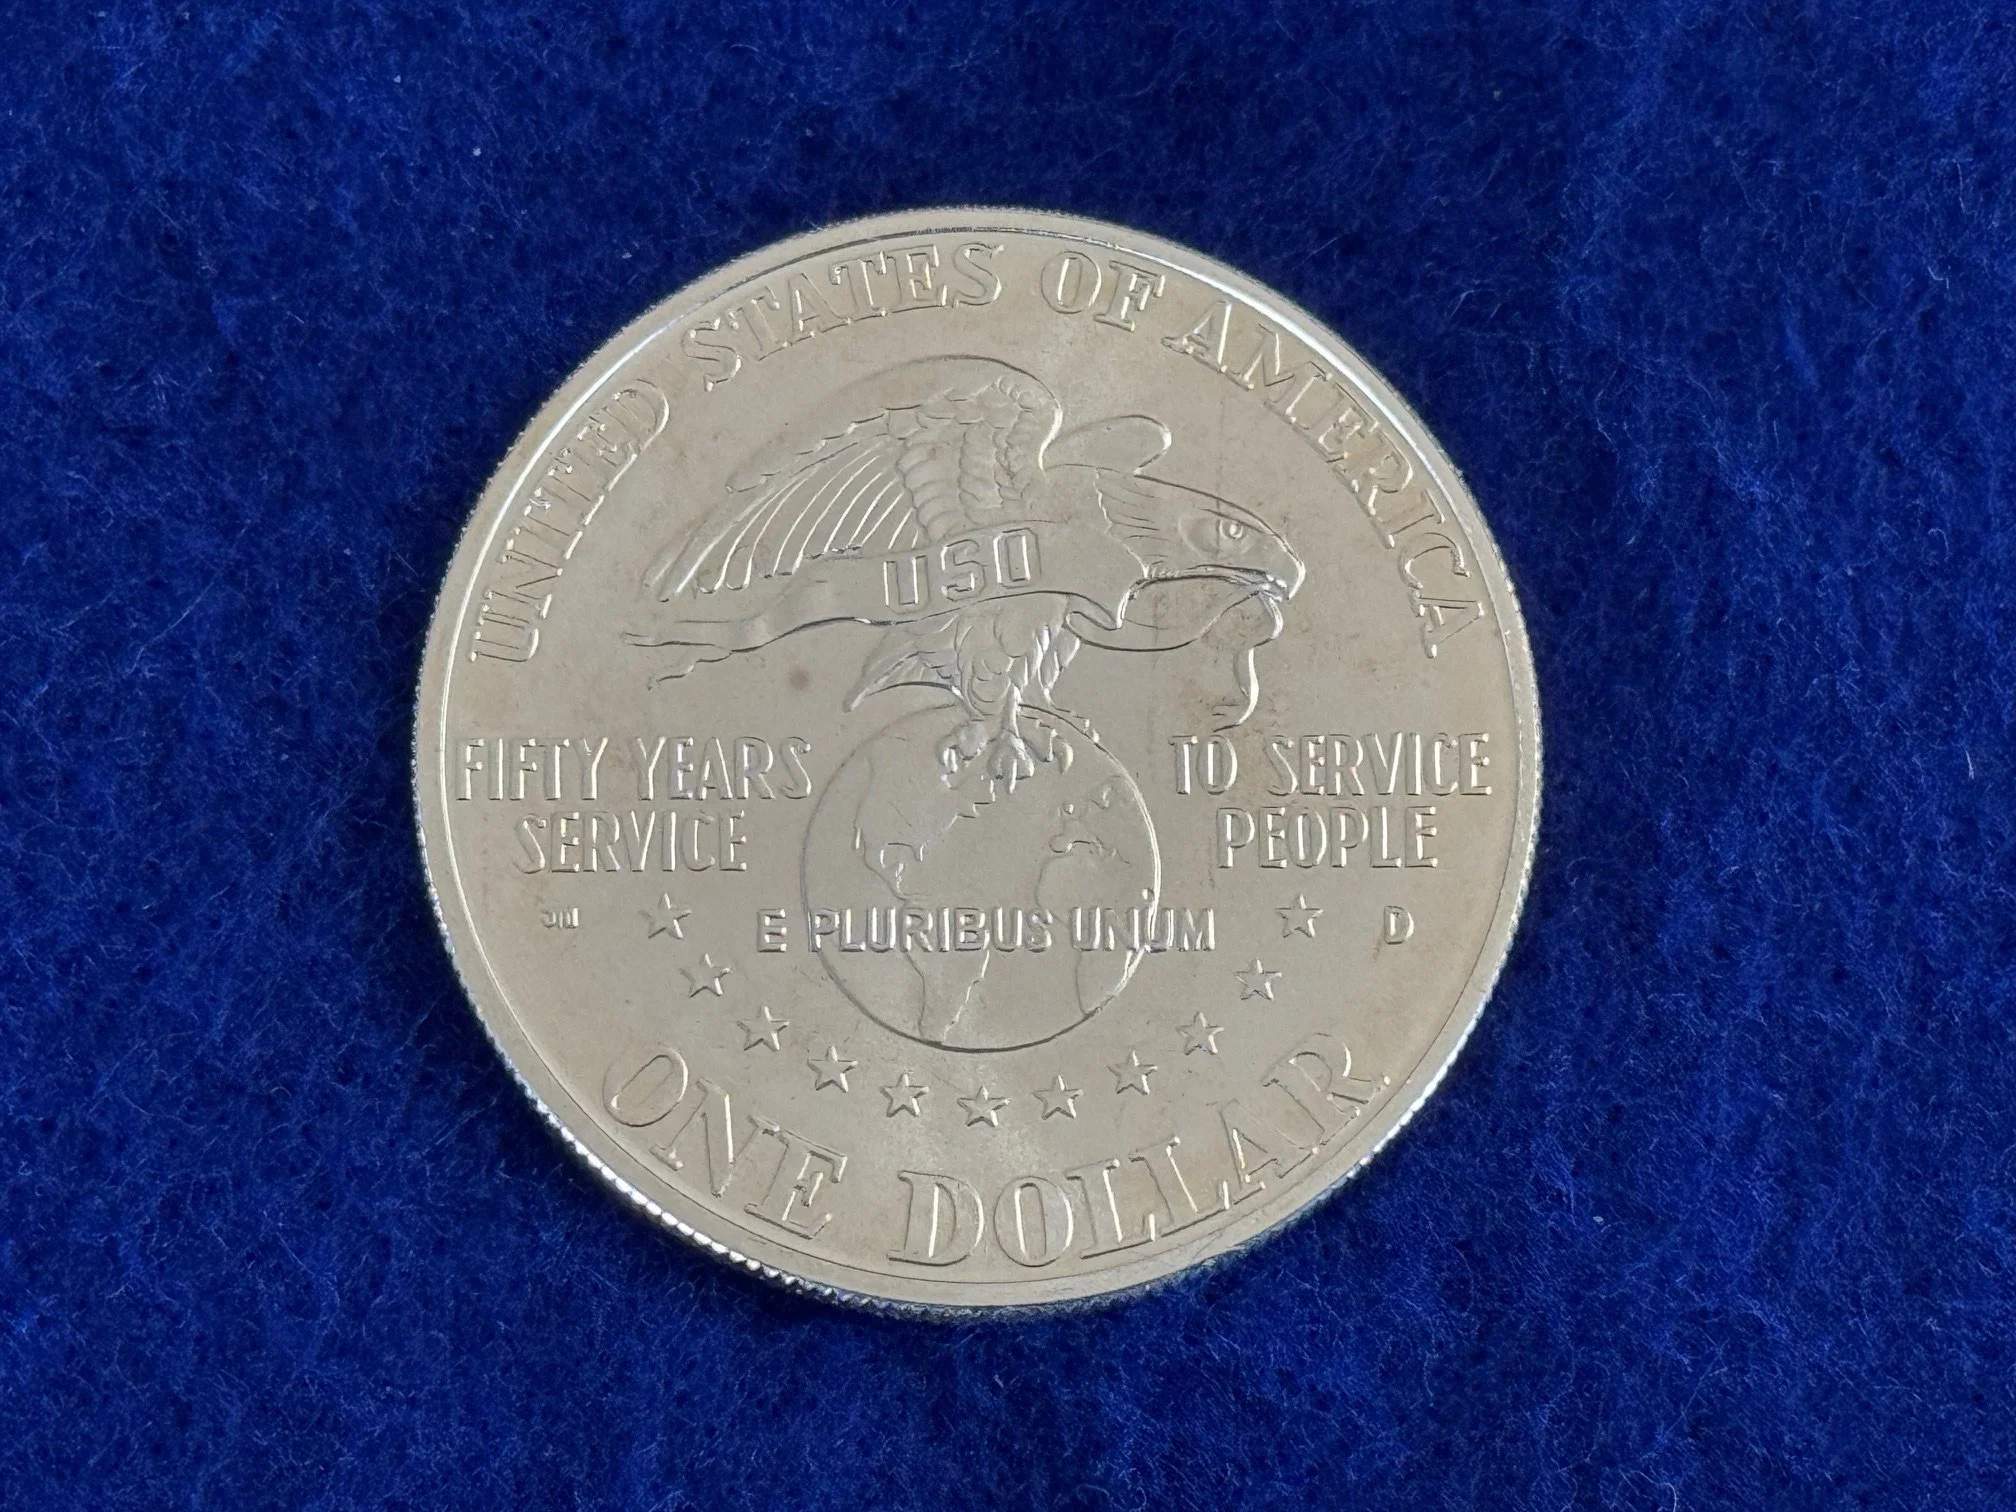 UNITED STATES OF AMERICA
USO
FIFTY YEARS
SERVICE
TO SERVICE
PEOPLE
E PLURIBUS UNUM
D
ONE DOLLAR